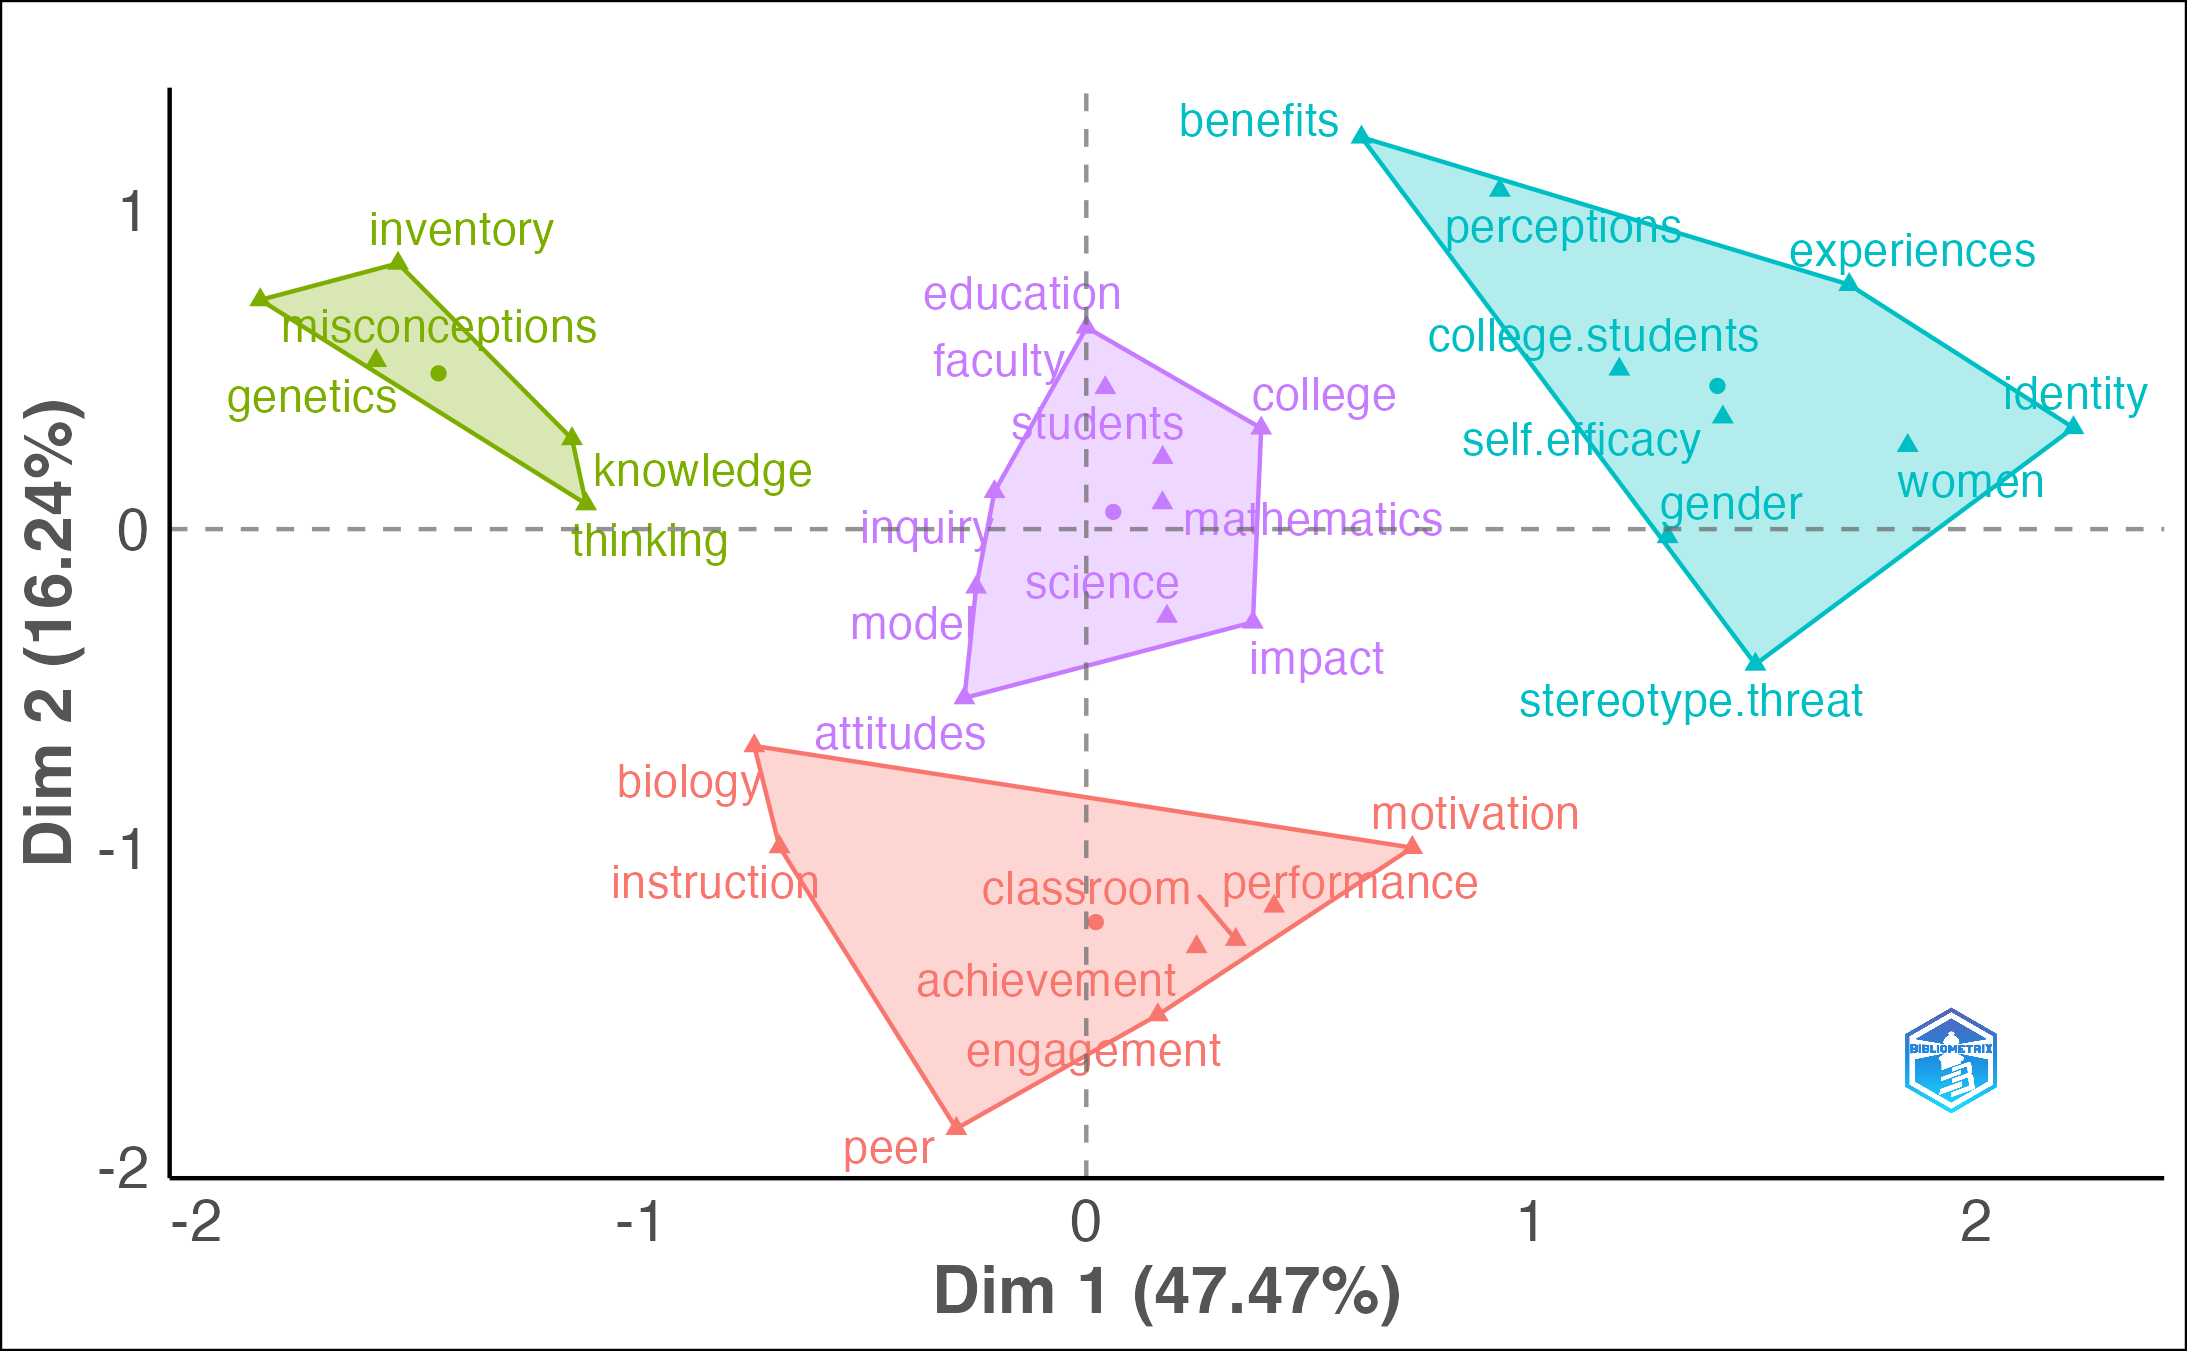 benefits
perceptions
experiences
inventory
misconceptions
genetics
knowledge
thinking
education
faculty
students
college
inquiry
mathematics
science
model
impact
attitudes
college.students
identity
self.efficacy
women
gender
stereotype.threat
biology
motivation
instruction
classroom
performance
achievement
engagement
peer
BIBLIOMETRIX
1
0
-1
-2
Dim 2 (16.24%)
-2
-1
0
1
2
Dim 1 (47.47%)